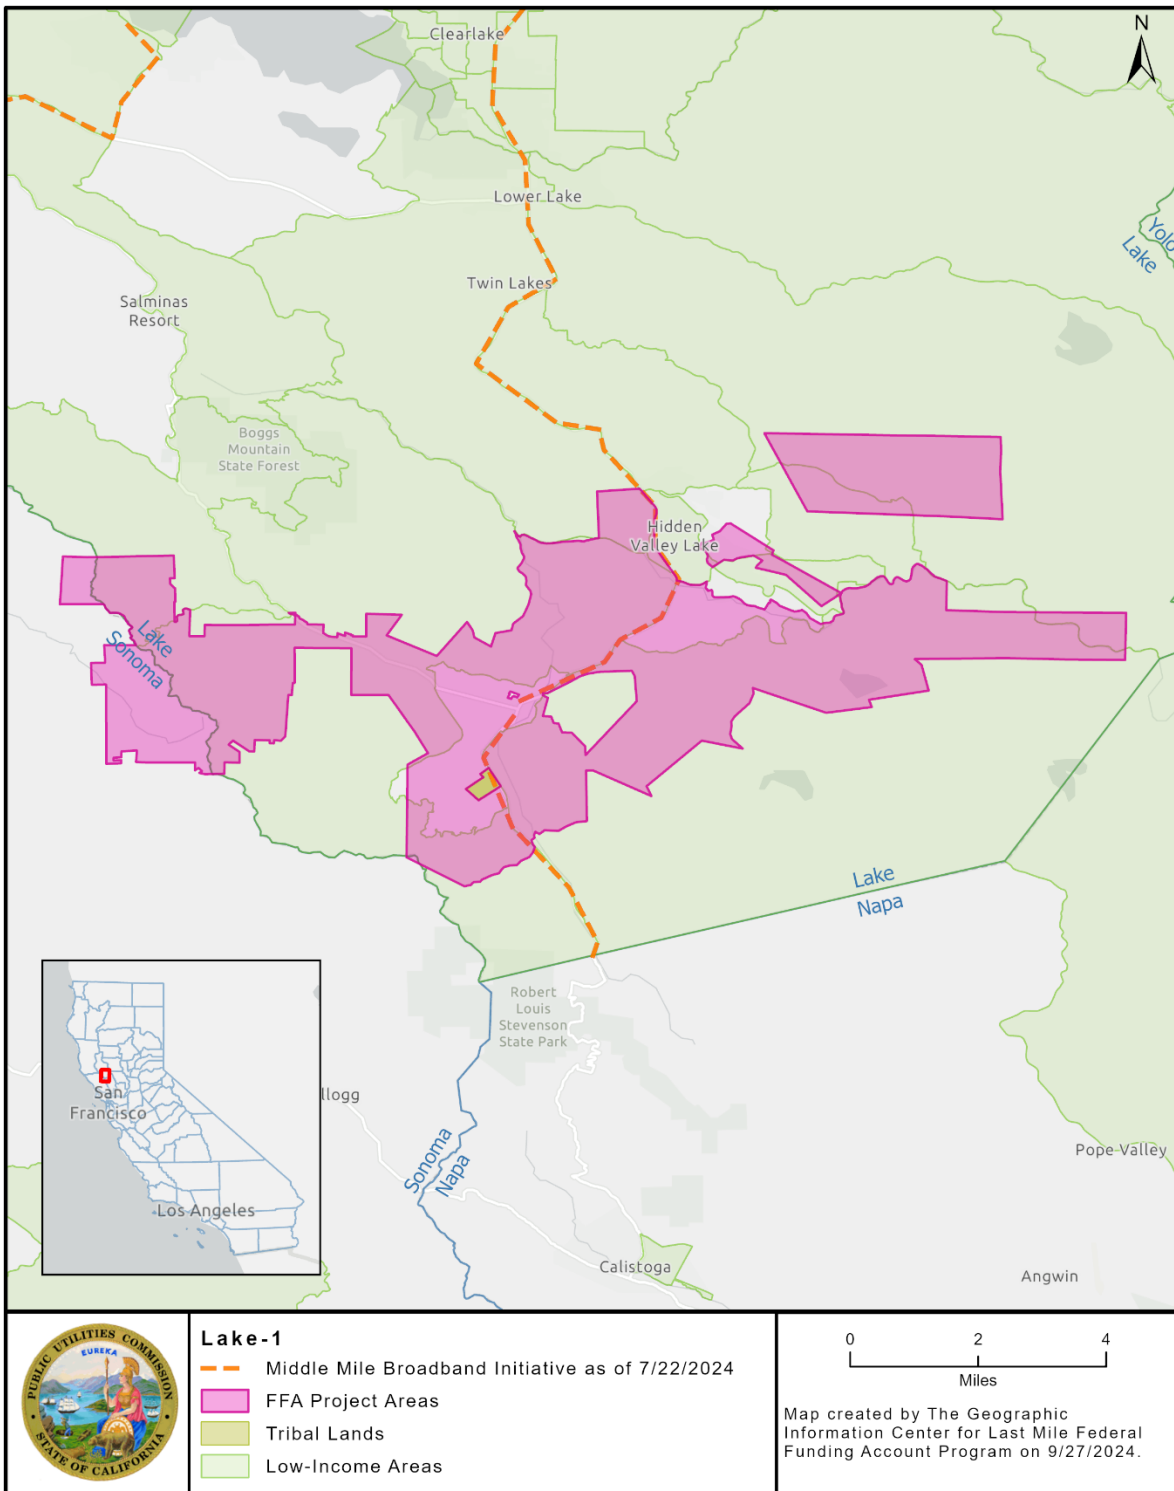 N
Clearlake
Lower Lake
Yolo
Lake
Twin Lakes
Salminas
Resort
Boggs
Mountain
State Forest
Hidden
Valley Lake
Lake
Sonoma
Lake
Napa
Robert
Louis
Stevenson
State Park
San
Francisco
llogg
Sonoma
Napa
Pope Valley
Los Angeles
Calistoga
Angwin
PUBLIC UTILITIES COMMISSION
EUREKA
STATE OF CALIFORNIA
Lake-1
Middle Mile Broadband Initiative as of 7/22/2024
FFA Project Areas
Tribal Lands
Low-Income Areas
0 2 4
Miles
Map created by The Geographic
Information Center for Last Mile Federal
Funding Account Program on 9/27/2024.